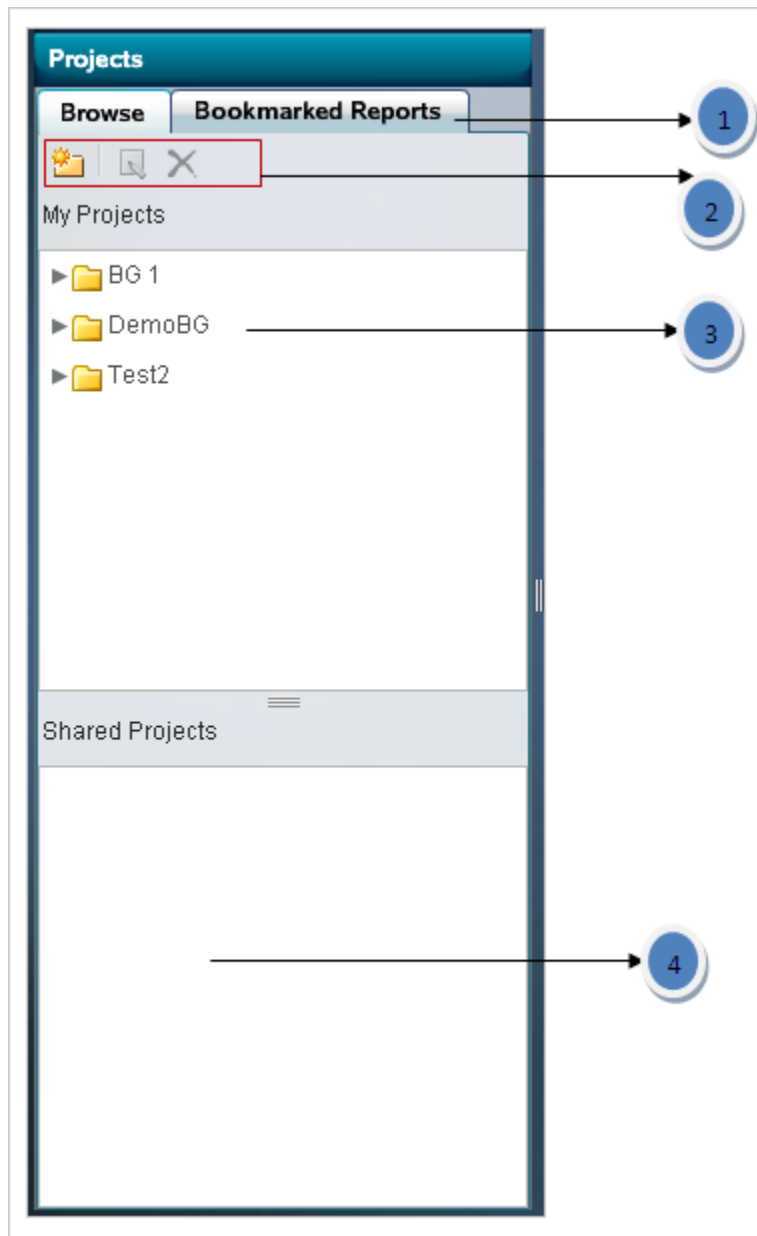 Projects
Browse Bookmarked Reports
1
2
My Projects
BG 1
DemoBG
3
Test2
Shared Projects
4